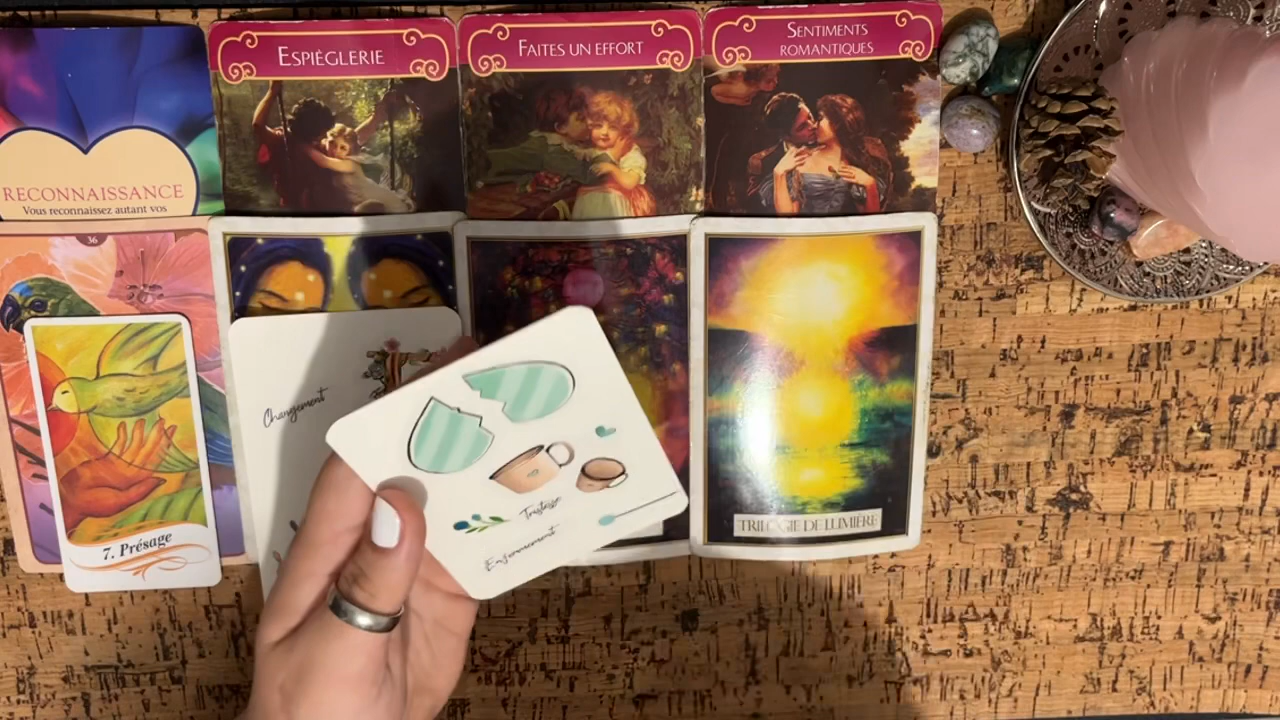 ESPIÈGLERIE
FAITES UN EFFORT
SENTIMENTS
ROMANTIQUES
RECONNAISSANCE
Vous reconnaissez autant vos
36
Changement
Tristesse
TRILOGIE DE LUMIÈRE
7. Présage